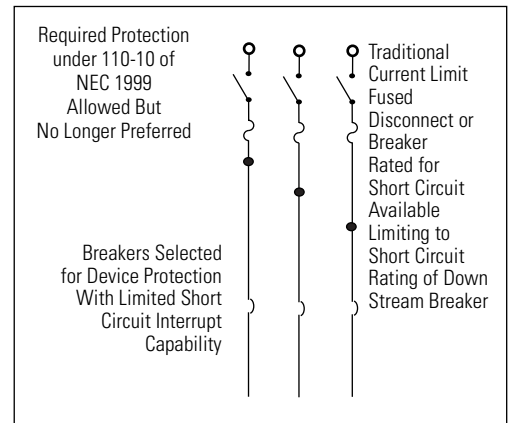 Required Protection
under 110-10 of
NEC 1999
Allowed But
No Longer Preferred
Traditional
Current Limit
Fused
Disconnect or
Breaker
Rated for
Short Circuit
Available
Limiting to
Short Circuit
Rating of Down
Stream Breaker
Breakers Selected
for Device Protection
With Limited Short
Circuit Interrupt
Capability